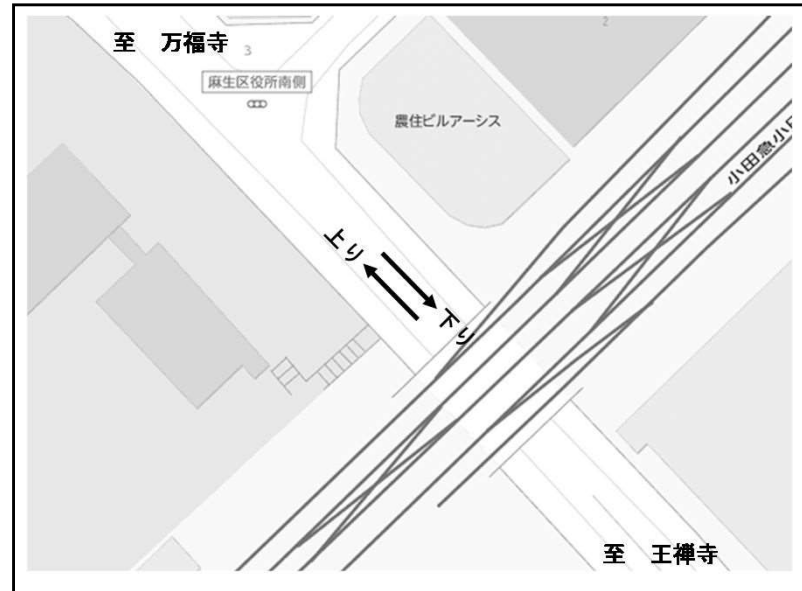 至　万福寺
3
2
麻生区役所南側
農住ビルアーシス
小田急小田
上り
下り
至　王禅寺